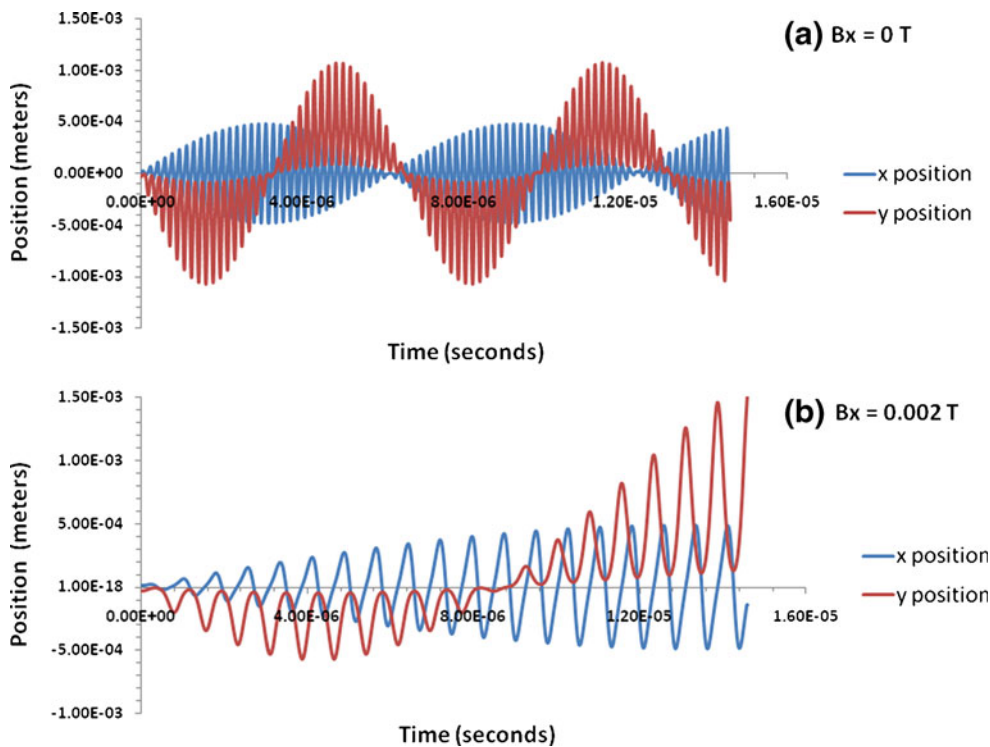 (a) Bx = 0 T
1.50E-03
1.00E-03
5.00E-04
0.00E+00
-5.00E-04
-1.00E-03
-1.50E-03
Position (meters)
0.00E+00 4.00E-06 8.00E-06 1.20E-05 1.60E-05
Time (seconds)
x position
y position
(b) Bx = 0.002 T
1.50E-03
1.00E-03
5.00E-04
1.00E-18
-5.00E-04
-1.00E-03
Position (meters)
0.00E+00 4.00E-06 8.00E-06 1.20E-05 1.60E-05
Time (seconds)
x position
y position